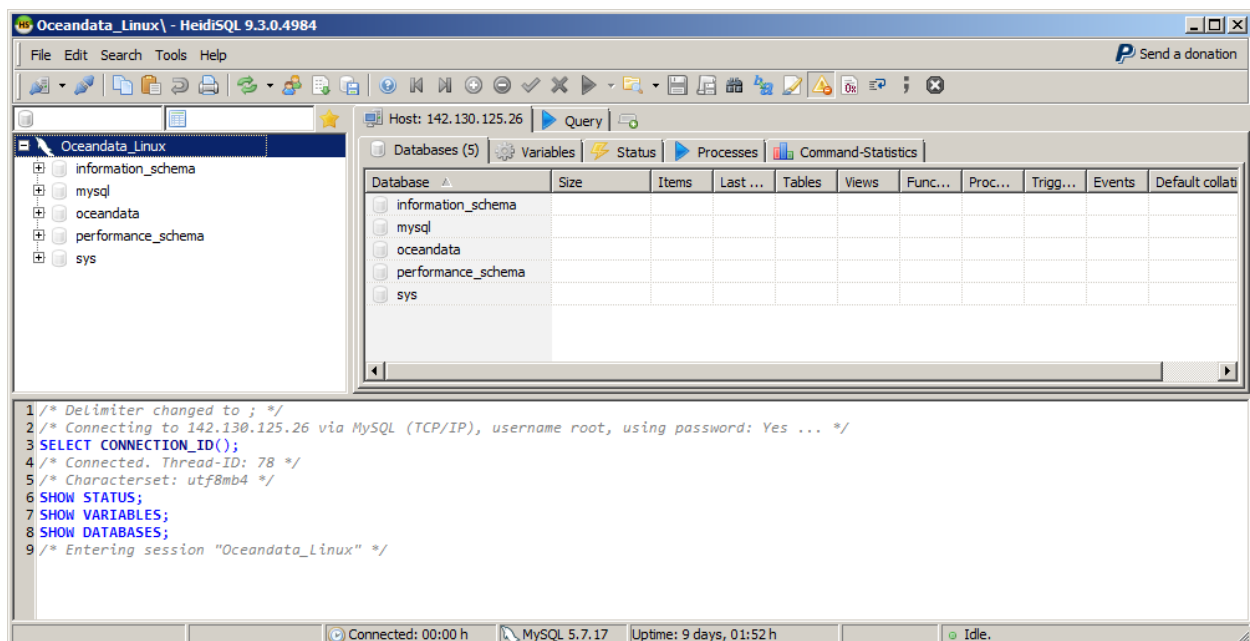 Oceandata_Linux\ - HeidiSQL 9.3.0.4984
File Edit Search Tools Help
Send a donation
Host: 142.130.125.26 Query
Oceandata_Linux
information_schema
mysql
oceandata
performance_schema
sys
Databases (5) Variables Status Processes Command-Statistics
Database Size Items Last ... Tables Views Func... Proc... Trigg... Events Default collati
information_schema
mysql
oceandata
performance_schema
sys
1 /* Delimiter changed to ; */
2 /* Connecting to 142.130.125.26 via MySQL (TCP/IP), username root, using password: Yes ... */
3 SELECT CONNECTION_ID();
4 /* Connected. Thread-ID: 78 */
5 /* Characterset: utf8mb4 */
6 SHOW STATUS;
7 SHOW VARIABLES;
8 SHOW DATABASES;
9 /* Entering session "Oceandata_Linux" */
Connected: 00:00 h MySQL 5.7.17 Uptime: 9 days, 01:52 h Idle.